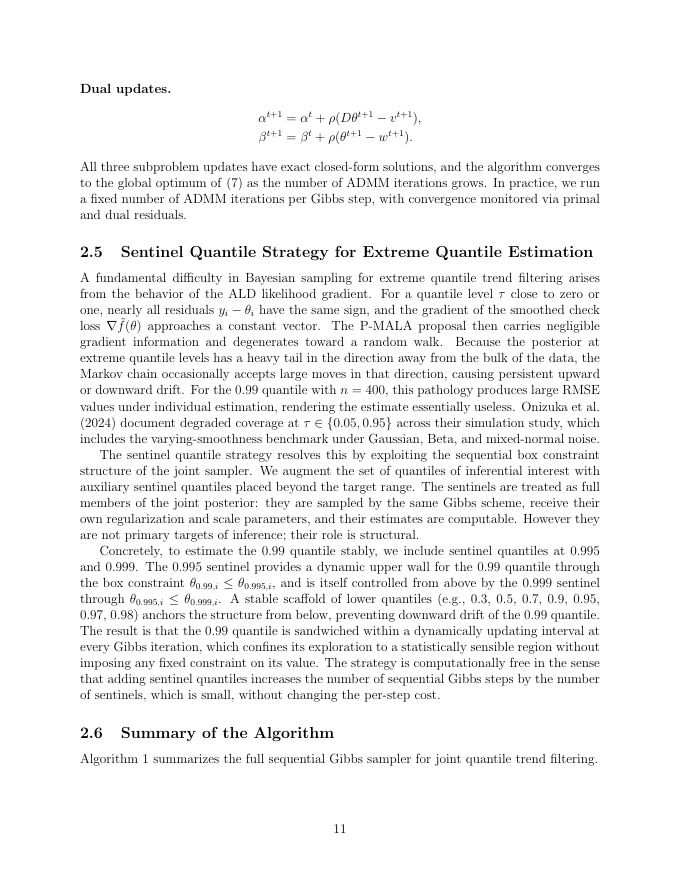 Dual updates.
α^{t+1} = α^t + ρ(Dθ^{t+1} − v^{t+1}),
β^{t+1} = β^t + ρ(θ^{t+1} − w^{t+1}).
All three subproblem updates have exact closed-form solutions, and the algorithm converges
to the global optimum of (7) as the number of ADMM iterations grows. In practice, we run
a fixed number of ADMM iterations per Gibbs step, with convergence monitored via primal
and dual residuals.
2.5 Sentinel Quantile Strategy for Extreme Quantile Estimation
A fundamental difficulty in Bayesian sampling for extreme quantile trend filtering arises
from the behavior of the ALD likelihood gradient. For a quantile level τ close to zero or
one, nearly all residuals y_i − θ_i have the same sign, and the gradient of the smoothed check
loss ∇f̃(θ) approaches a constant vector. The P-MALA proposal then carries negligible
gradient information and degenerates toward a random walk. Because the posterior at
extreme quantile levels has a heavy tail in the direction away from the bulk of the data, the
Markov chain occasionally accepts large moves in that direction, causing persistent upward
or downward drift. For the 0.99 quantile with n = 400, this pathology produces large RMSE
values under individual estimation, rendering the estimate essentially useless. Onizuka et al.
(2024) document degraded coverage at τ ∈ {0.05, 0.95} across their simulation study, which
includes the varying-smoothness benchmark under Gaussian, Beta, and mixed-normal noise.
The sentinel quantile strategy resolves this by exploiting the sequential box constraint
structure of the joint sampler. We augment the set of quantiles of inferential interest with
auxiliary sentinel quantiles placed beyond the target range. The sentinels are treated as full
members of the joint posterior: they are sampled by the same Gibbs scheme, receive their
own regularization and scale parameters, and their estimates are computable. However they
are not primary targets of inference; their role is structural.
Concretely, to estimate the 0.99 quantile stably, we include sentinel quantiles at 0.995
and 0.999. The 0.995 sentinel provides a dynamic upper wall for the 0.99 quantile through
the box constraint θ_{0.99,i} ≤ θ_{0.995,i}, and is itself controlled from above by the 0.999 sentinel
through θ_{0.995,i} ≤ θ_{0.999,i}. A stable scaffold of lower quantiles (e.g., 0.3, 0.5, 0.7, 0.9, 0.95,
0.97, 0.98) anchors the structure from below, preventing downward drift of the 0.99 quantile.
The result is that the 0.99 quantile is sandwiched within a dynamically updating interval at
every Gibbs iteration, which confines its exploration to a statistically sensible region without
imposing any fixed constraint on its value. The strategy is computationally free in the sense
that adding sentinel quantiles increases the number of sequential Gibbs steps by the number
of sentinels, which is small, without changing the per-step cost.
2.6 Summary of the Algorithm
Algorithm 1 summarizes the full sequential Gibbs sampler for joint quantile trend filtering.
11